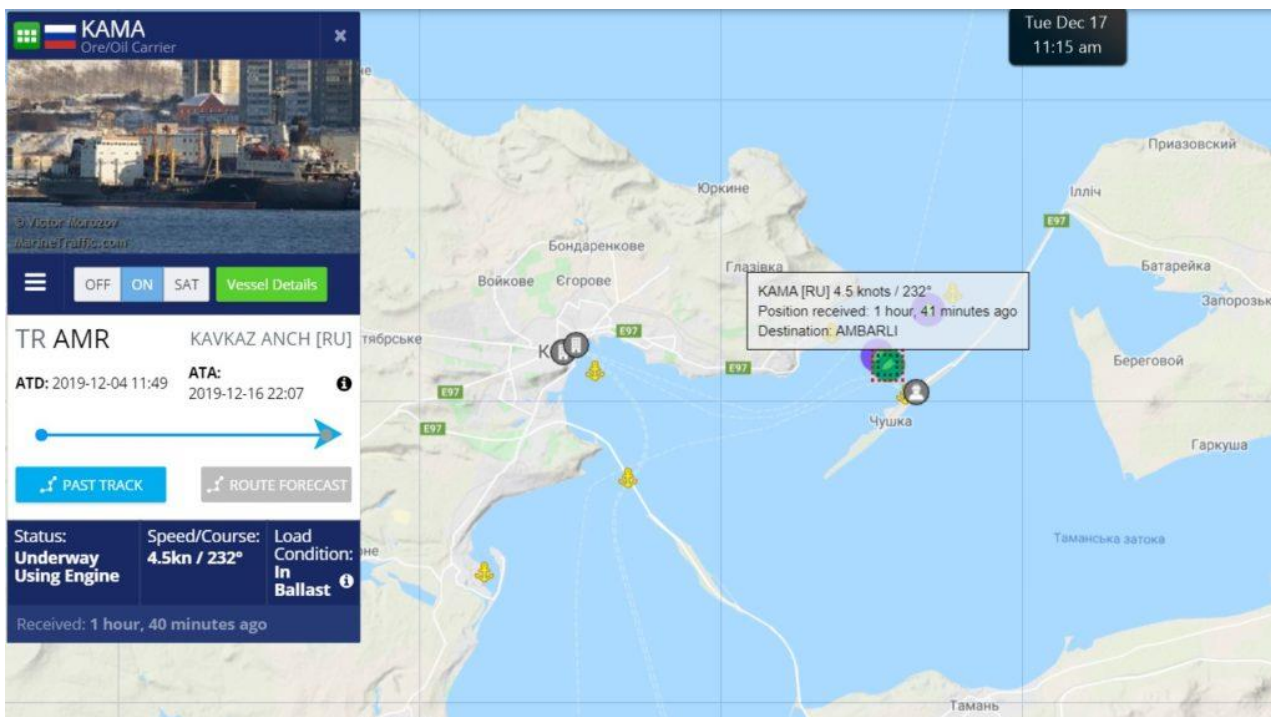 KAMA
Ore/Oil Carrier
© Victor Morozov
MarineTraffic.com
OFF ON SAT Vessel Details
TR AMR KAVKAZ ANCH [RU]
ATD: 2019-12-04 11:49
ATA:
2019-12-16 22:07
PAST TRACK
ROUTE FORECAST
Status:
Underway
Using Engine
Speed/Course:
4.5kn / 232°
Load
Condition:
In
Ballast
Received: 1 hour, 40 minutes ago
Tue Dec 17
11:15 am
Приазовский
Юркине
Ілліч
E97
Бондаренкове
Глазівка
Батарейка
Войкове
Єгорове
KAMA [RU] 4.5 knots / 232°
Position received: 1 hour, 41 minutes ago
Destination: AMBARLI
Запорозьк
тябрське
К
E97
E97
Береговой
E97
E97
Чушка
Гаркуша
Таманська затока
не
Тамань